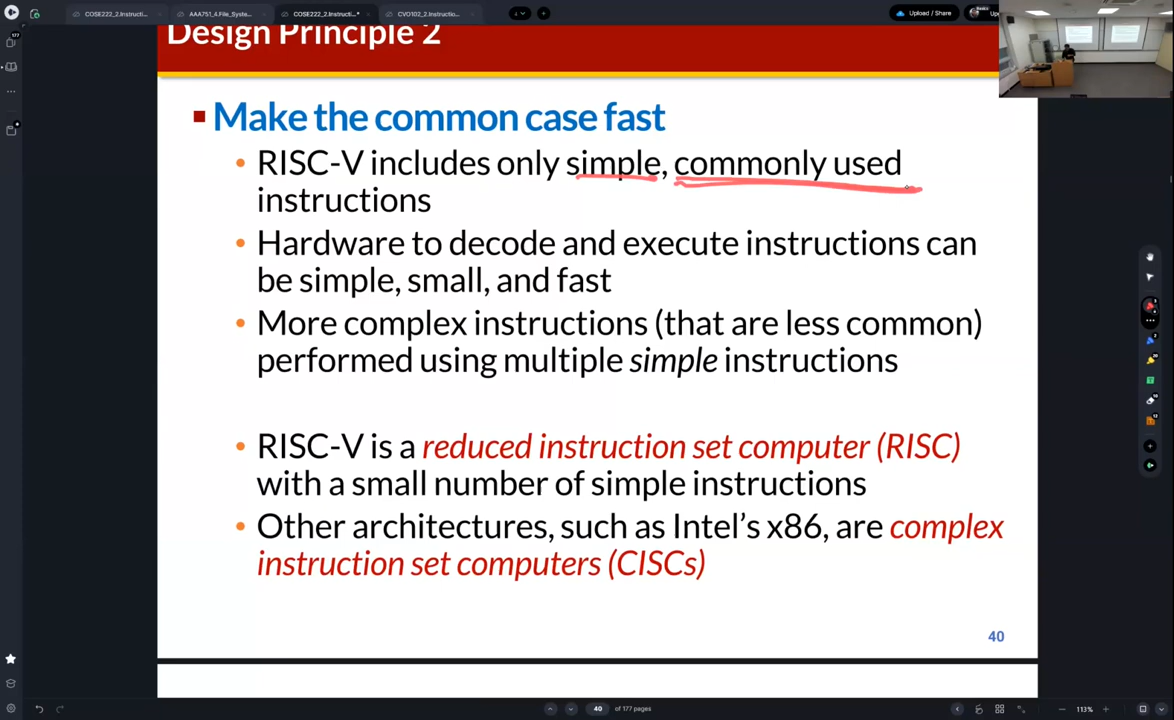 COSE222_2.Instructi...
AAA751_4.File_Syste...
COSE222_2.Instructi...*
CVO102_2.Instructio...
4
Upload / Share
Design Principle 2
177
Make the common case fast
RISC-V includes only simple, commonly used
instructions
Hardware to decode and execute instructions can
be simple, small, and fast
More complex instructions (that are less common)
performed using multiple simple instructions
RISC-V is a reduced instruction set computer (RISC)
with a small number of simple instructions
Other architectures, such as Intel's x86, are complex
instruction set computers (CISCs)
40
40 of 177 pages
113%